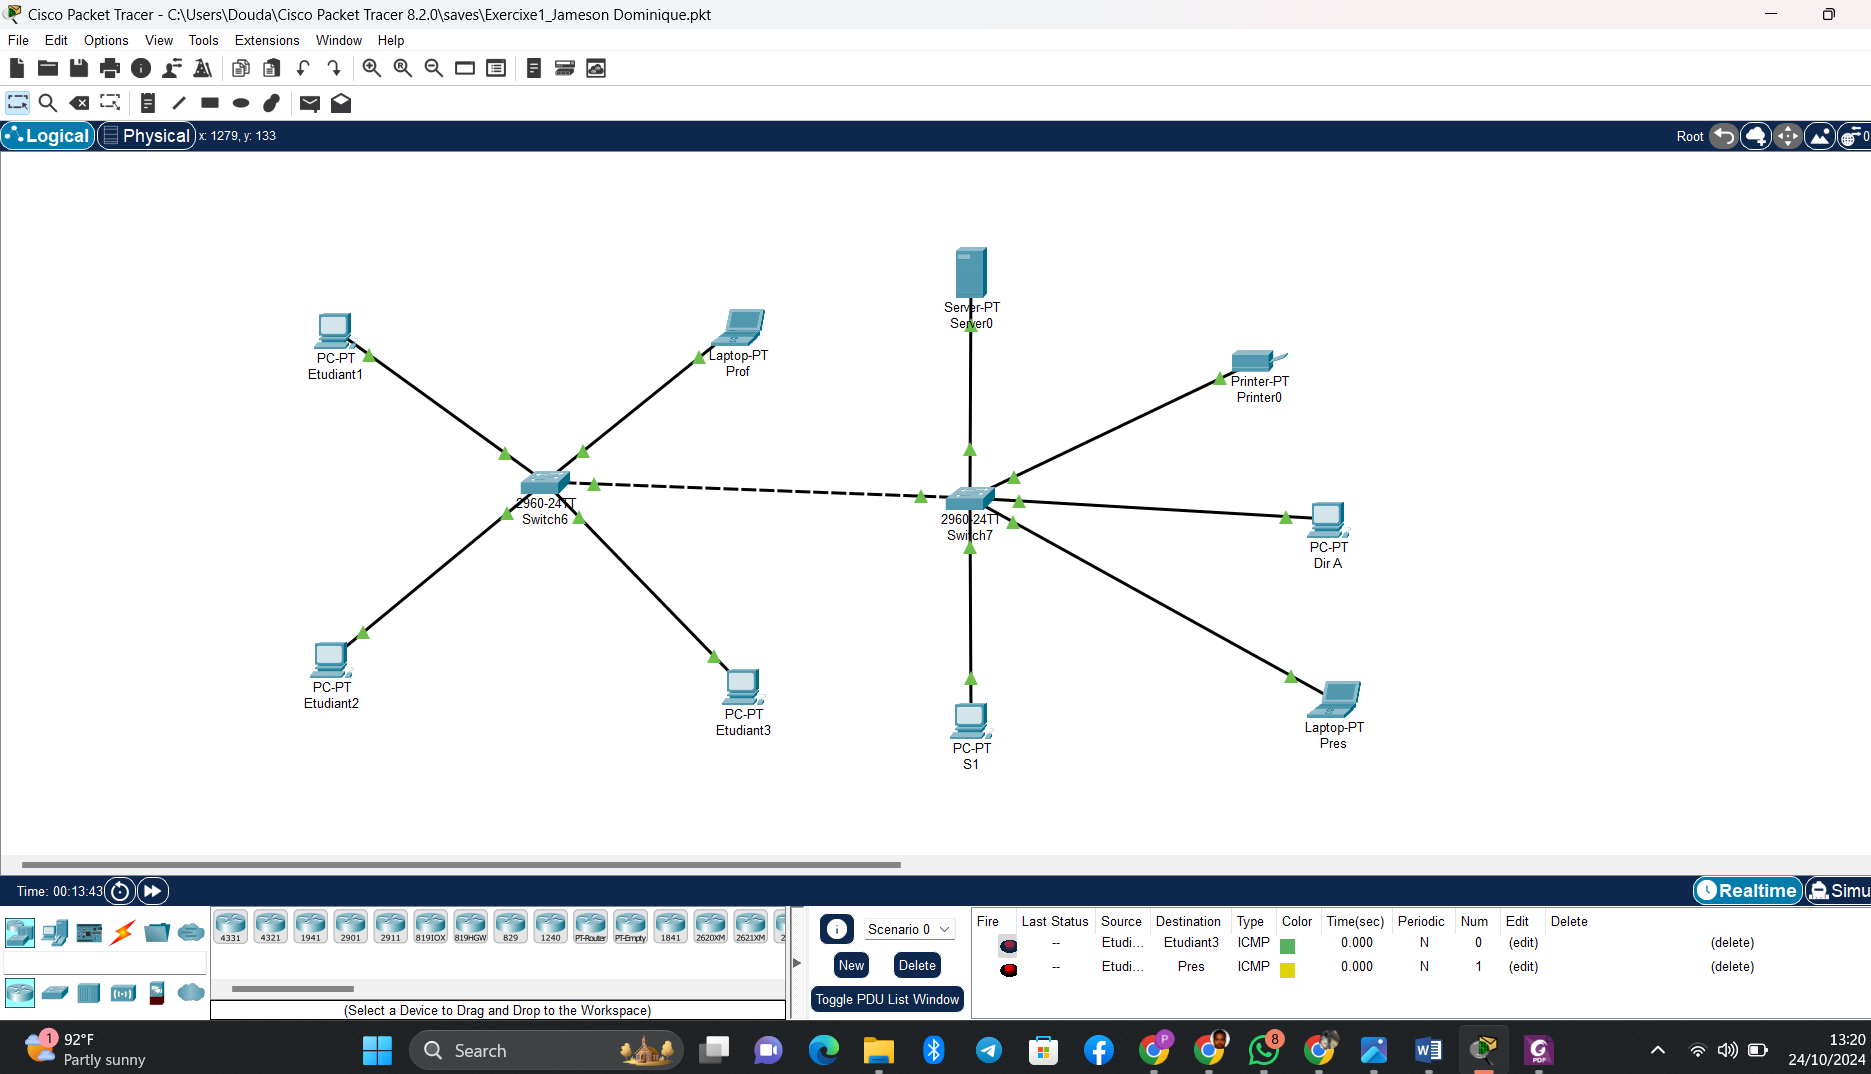 Cisco Packet Tracer - C:\Users\Douda\Cisco Packet Tracer 8.2.0\saves\Exercixe1_Jameson Dominique.pkt
File Edit Options View Tools Extensions Window Help
Logical Physical x: 1279, y: 133 Root
Server-PT
Server0
PC-PT
Etudiant1
Laptop-PT
Prof
Printer-PT
Printer0
2960-24TT
Switch6
2960-24TT
Switch7
PC-PT
Dir A
PC-PT
Etudiant2
PC-PT
Etudiant3
Laptop-PT
Pres
PC-PT
S1
Time: 00:13:43 Realtime Simu
4331 4321 1941 2901 2911 819IOX 819HGW 829 1240 PT-Router PT-Empty 1841 2620XM 2621XM 2
(Select a Device to Drag and Drop to the Workspace)
Scenario 0
New Delete
Toggle PDU List Window
Fire Last Status Source Destination Type Color Time(sec) Periodic Num Edit Delete
-- Etudi... Etudiant3 ICMP 0.000 N 0 (edit) (delete)
-- Etudi... Pres ICMP 0.000 N 1 (edit) (delete)
1 92°F
Partly sunny
Search
P
8
PDF
13:20
24/10/2024